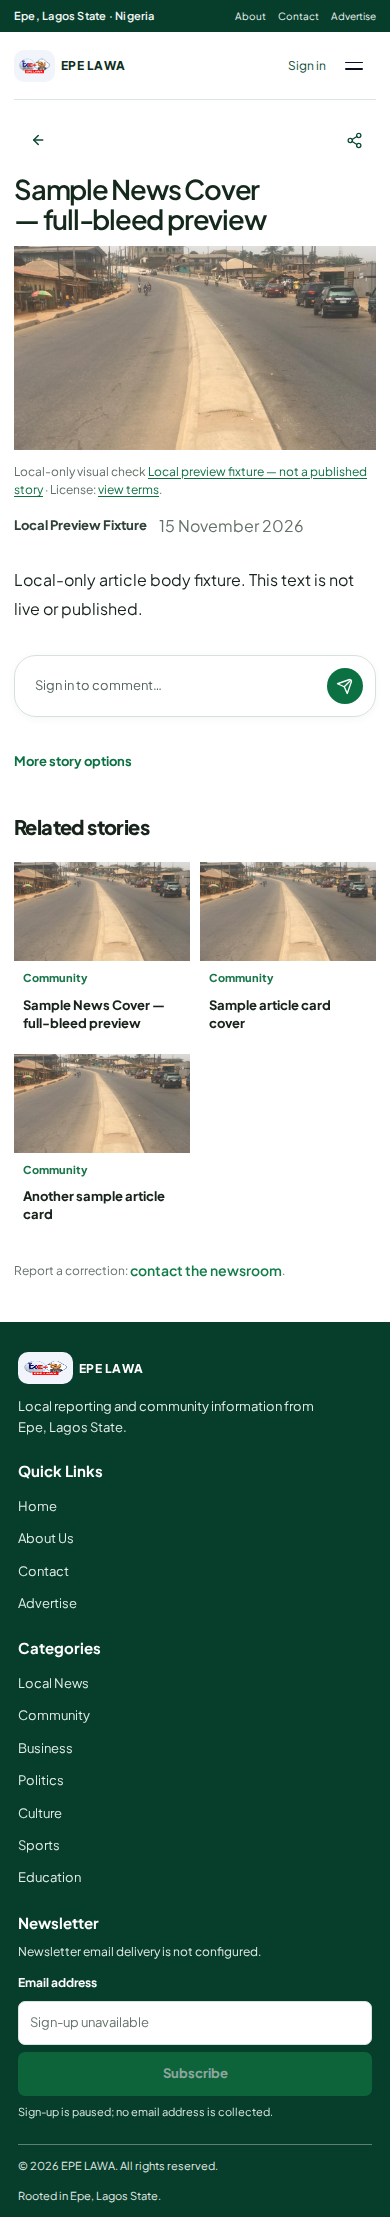 Epe, Lagos State · Nigeria
About Contact Advertise
EPE LAWA
Sign in
Sample News Cover
— full-bleed preview
Local-only visual check Local preview fixture — not a published
story · License: view terms.
Local Preview Fixture 15 November 2026
Local-only article body fixture. This text is not
live or published.
Sign in to comment…
More story options
Related stories
Community
Sample News Cover —
full-bleed preview
Community
Sample article card
cover
Community
Another sample article
card
Report a correction: contact the newsroom.
EPE LAWA
Local reporting and community information from
Epe, Lagos State.
Quick Links
Home
About Us
Contact
Advertise
Categories
Local News
Community
Business
Politics
Culture
Sports
Education
Newsletter
Newsletter email delivery is not configured.
Email address
Sign-up unavailable
Subscribe
Sign-up is paused; no email address is collected.
© 2026 EPE LAWA. All rights reserved.
Rooted in Epe, Lagos State.